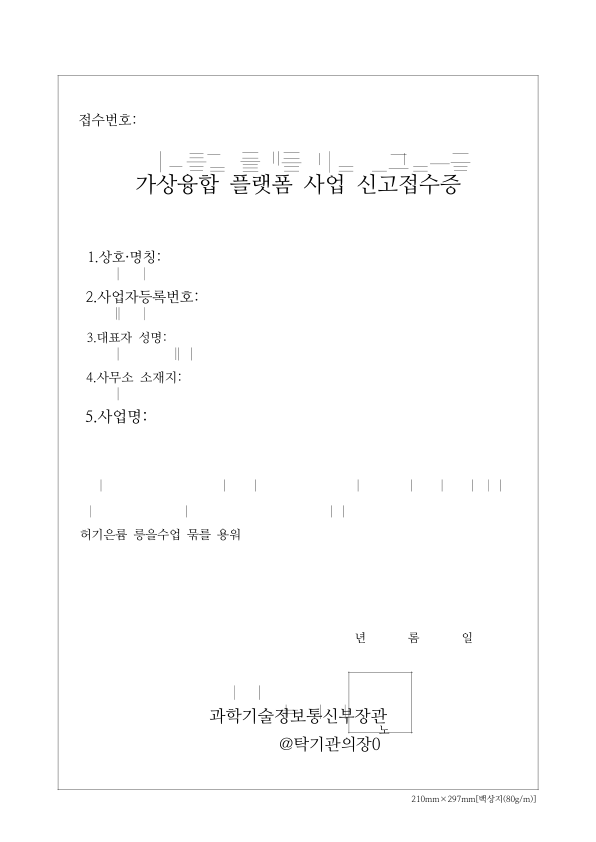 접수번호:
가상융합 플랫폼 사업 신고접수증
1.상호·명칭:
2.사업자등록번호:
3.대표자 성명:
4.사무소 소재지:
5.사업명:
허기은륨 릉을수업 묶를 용워
년 롬 일
과학기술정보통신부장관
노
@탁기관의장0
210mm×297mm[백상지(80g/m)]